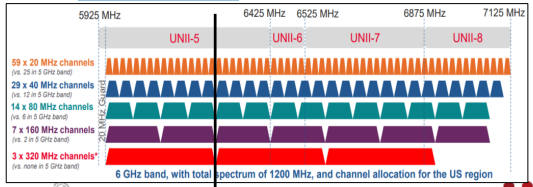 5925 MHz 6425 MHz 6525 MHz 6875 MHz 7125 MHz
UNII-5 UNII-6 UNII-7 UNII-8
59 x 20 MHz channels
(vs. 25 in 5 GHz band)
29 x 40 MHz channels
(vs. 12 in 5 GHz band)
14 x 80 MHz channels
(vs. 6 in 5 GHz band)
7 x 160 MHz channels
(vs. 2 in 5 GHz band)
3 x 320 MHz channels*
(vs. none in 5 GHz band)
20 MHz Guard
6 GHz band, with total spectrum of 1200 MHz, and channel allocation for the US region